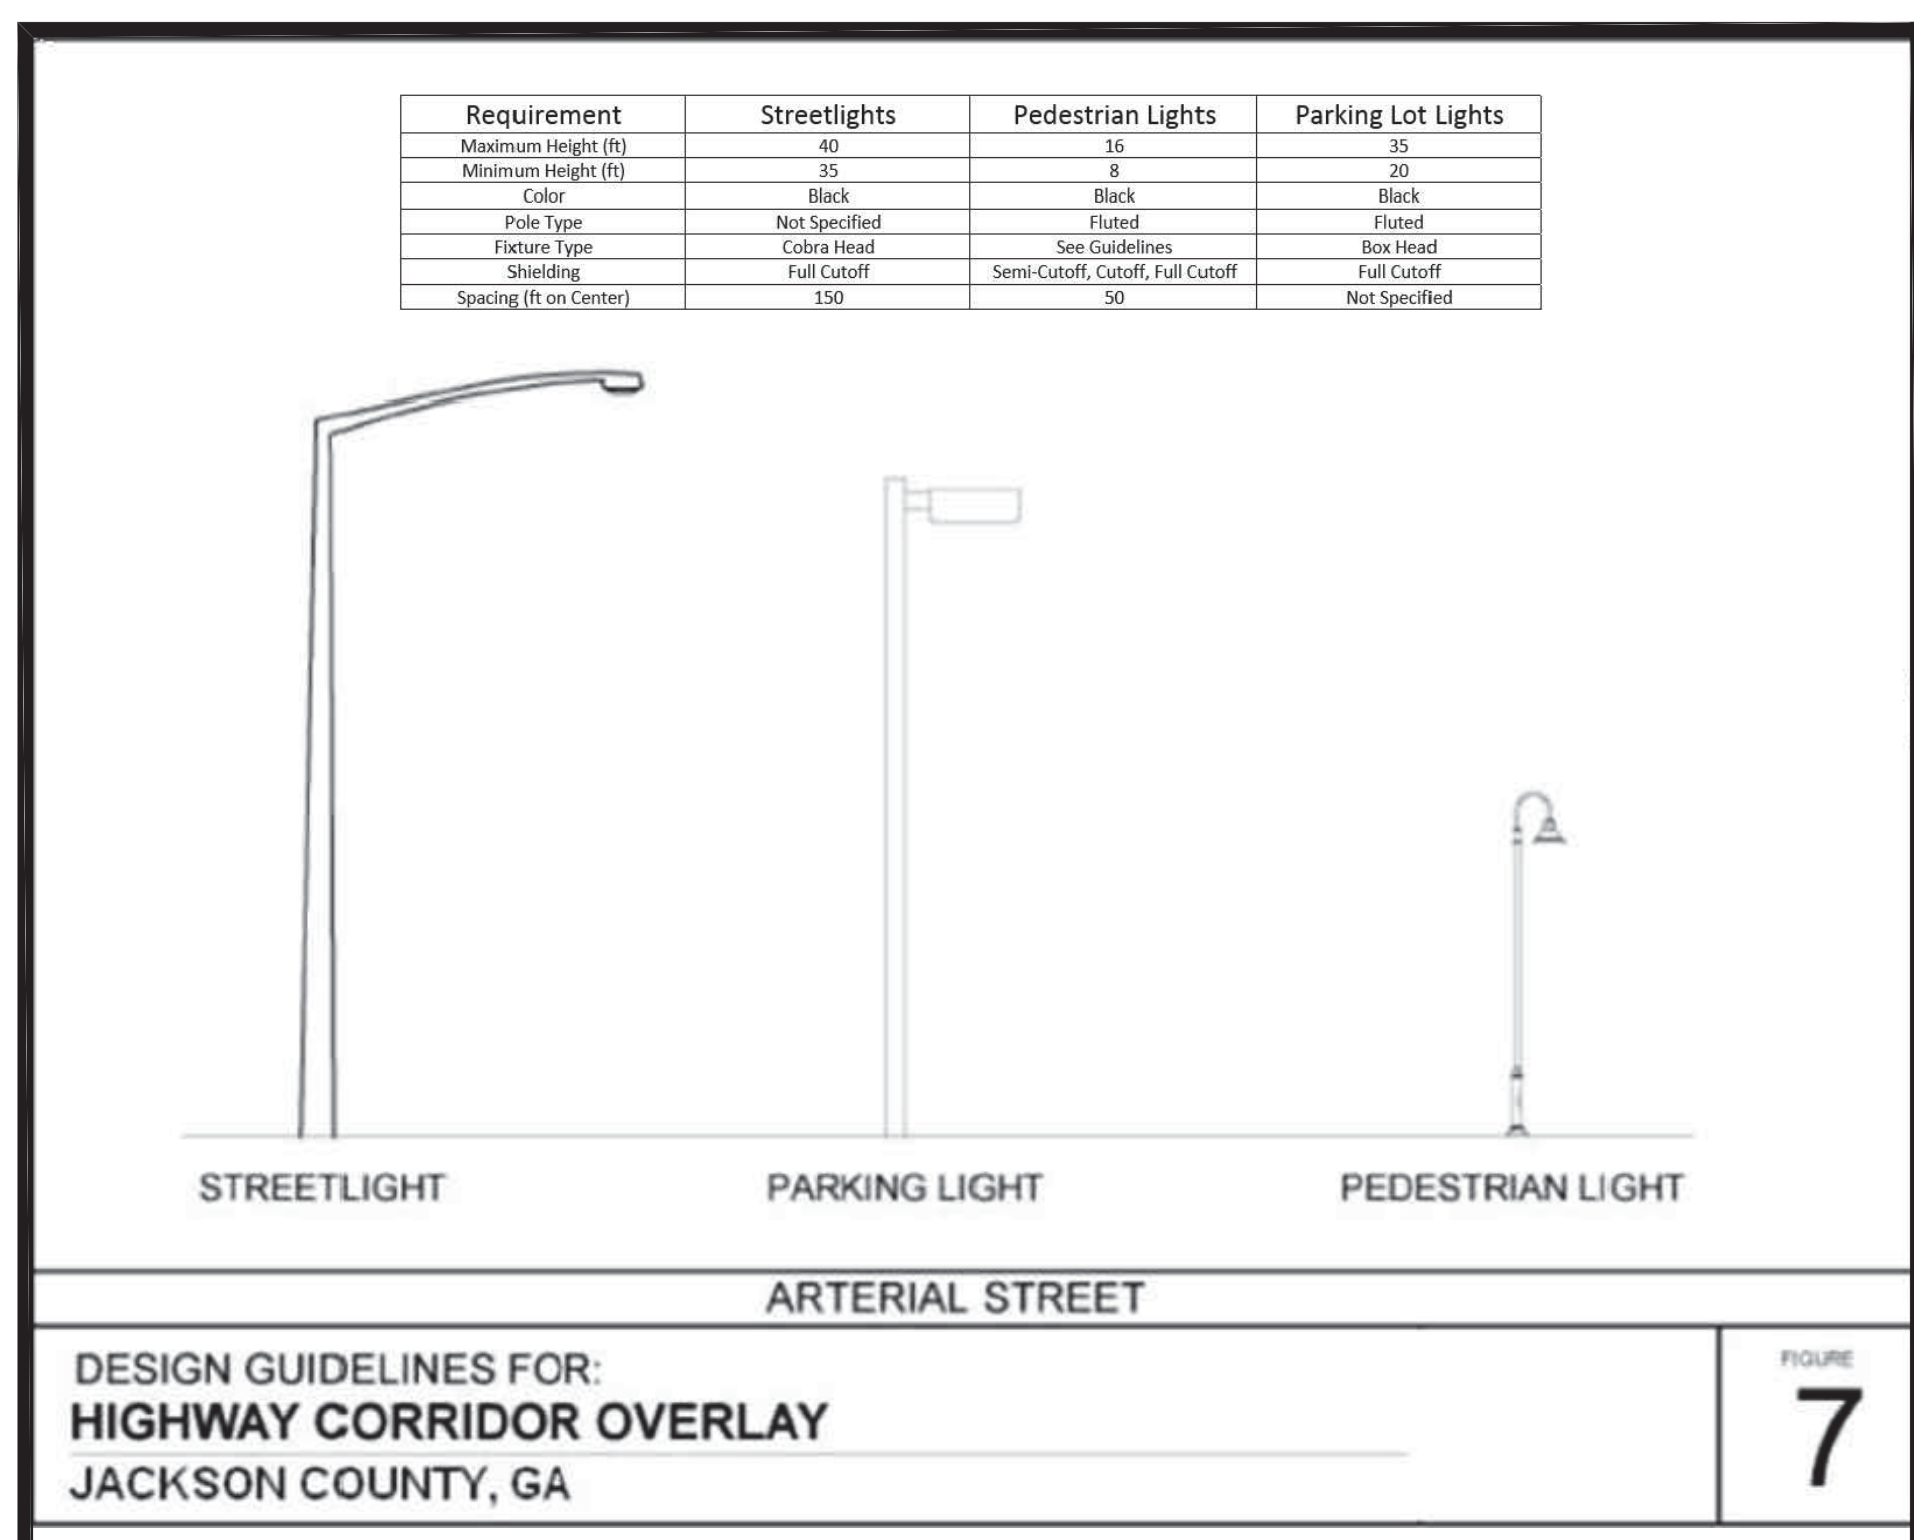 Requirement Streetlights Pedestrian Lights Parking Lot Lights
Maximum Height (ft) 40 16 35
Minimum Height (ft) 35 8 20
Color Black Black Black
Pole Type Not Specified Fluted Fluted
Fixture Type Cobra Head See Guidelines Box Head
Shielding Full Cutoff Semi-Cutoff, Cutoff, Full Cutoff Full Cutoff
Spacing (ft on Center) 150 50 Not Specified
STREETLIGHT PARKING LIGHT PEDESTRIAN LIGHT
ARTERIAL STREET
DESIGN GUIDELINES FOR:
HIGHWAY CORRIDOR OVERLAY
JACKSON COUNTY, GA
FIGURE
7